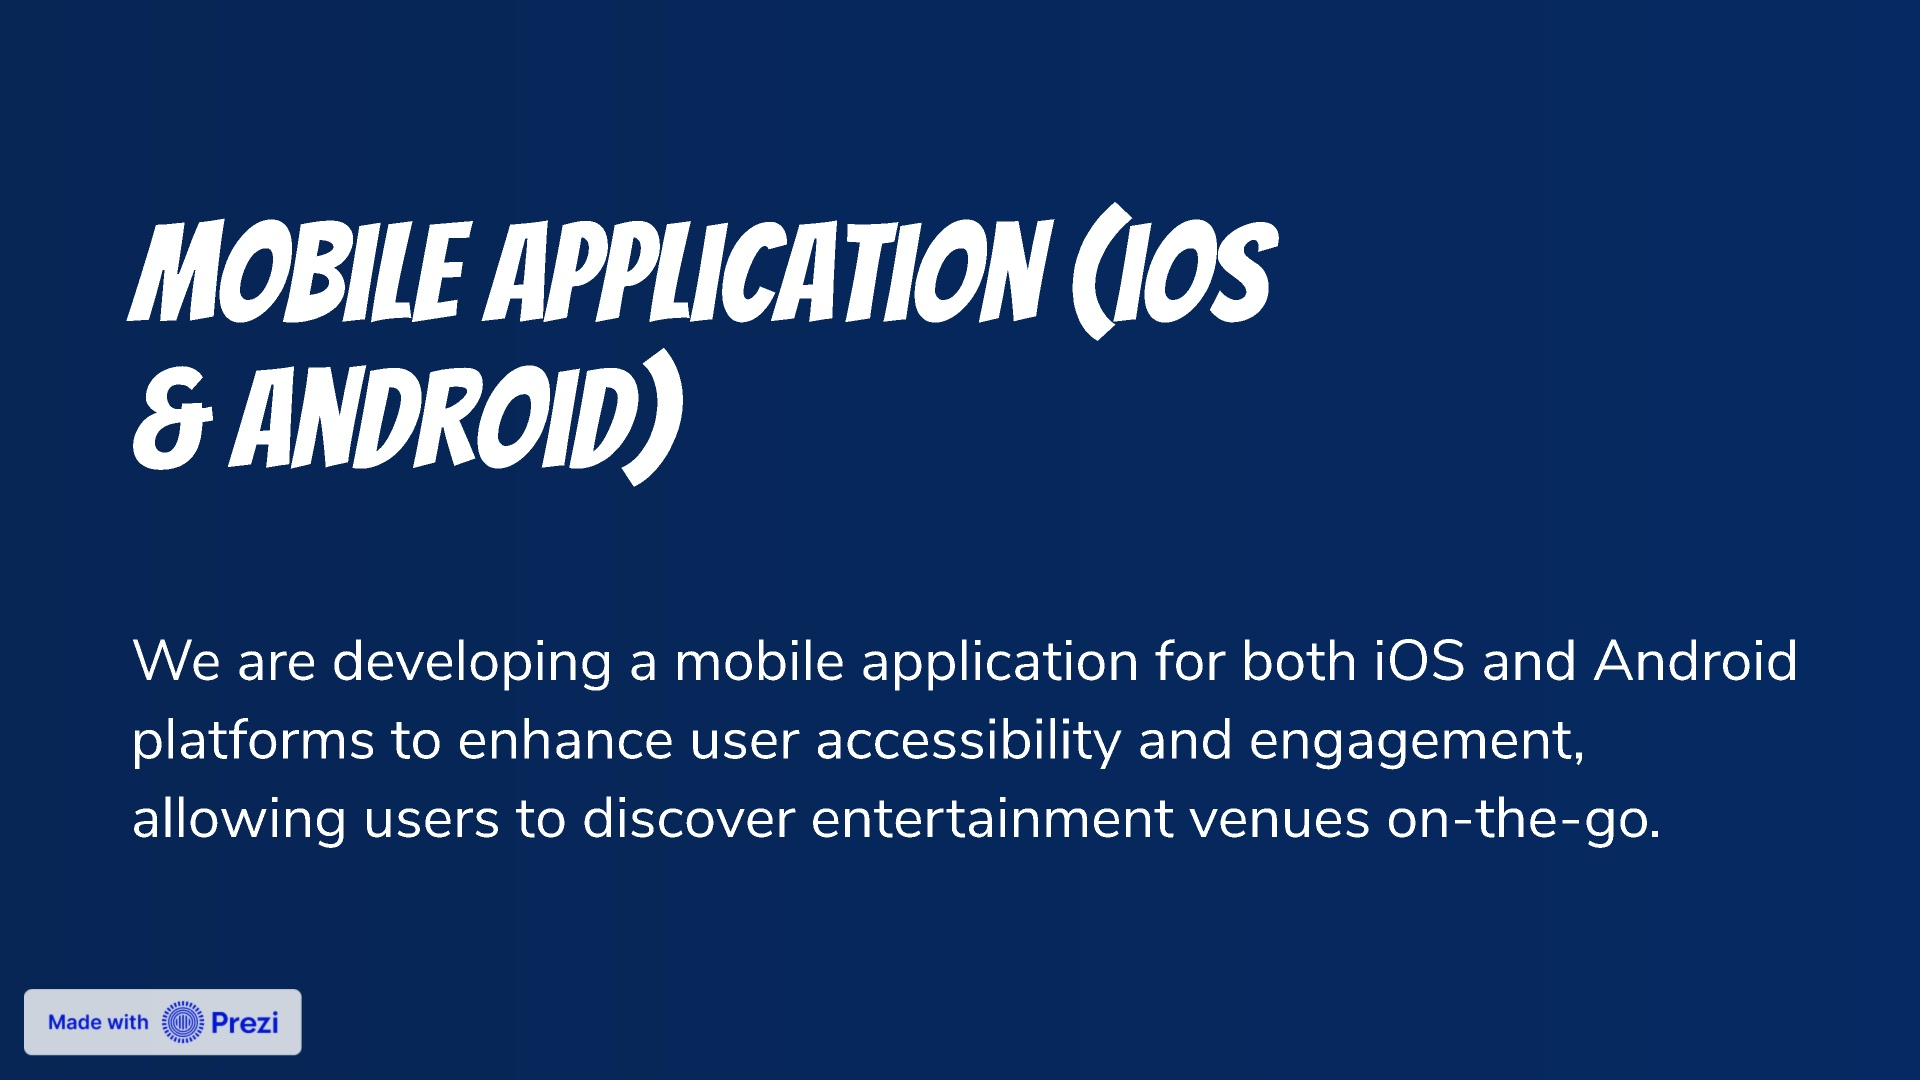 MOBILE APPLICATION (IOS
& ANDROID)
We are developing a mobile application for both iOS and Android
platforms to enhance user accessibility and engagement,
allowing users to discover entertainment venues on-the-go.
Made with Prezi